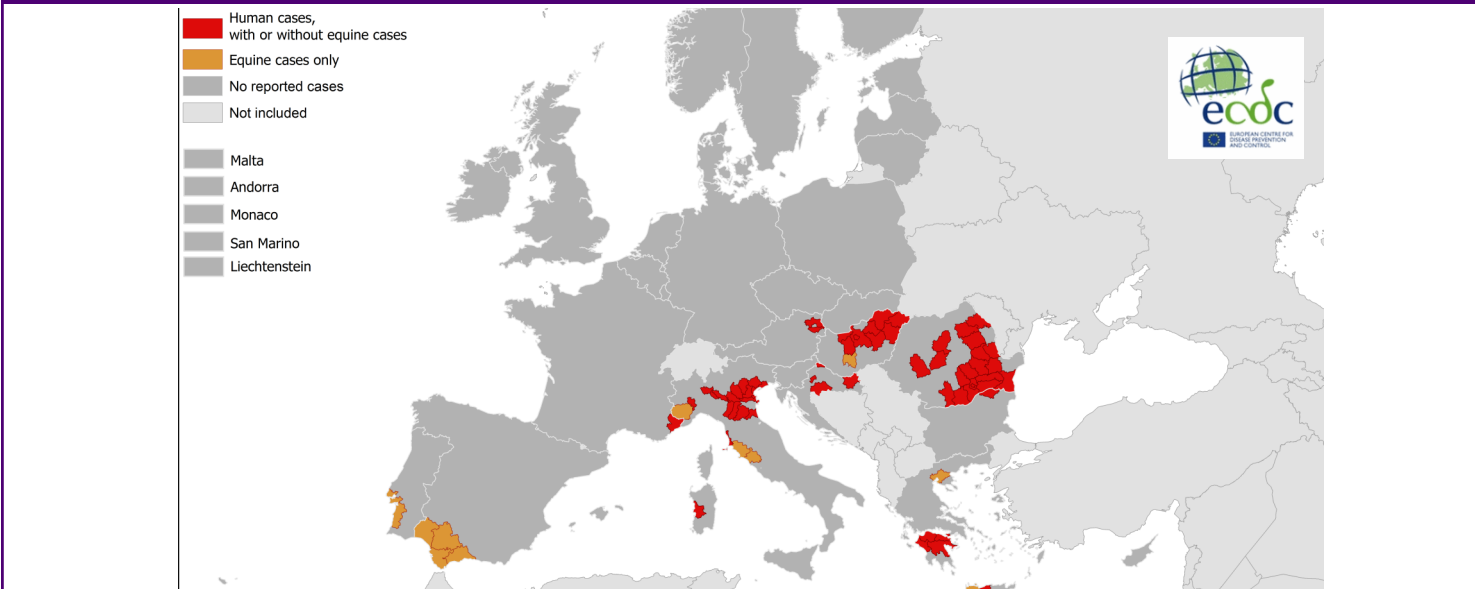 Human cases,
with or without equine cases
Equine cases only
No reported cases
Not included
Malta
Andorra
Monaco
San Marino
Liechtenstein
ecdc
EUROPEAN CENTRE FOR
DISEASE PREVENTION
AND CONTROL